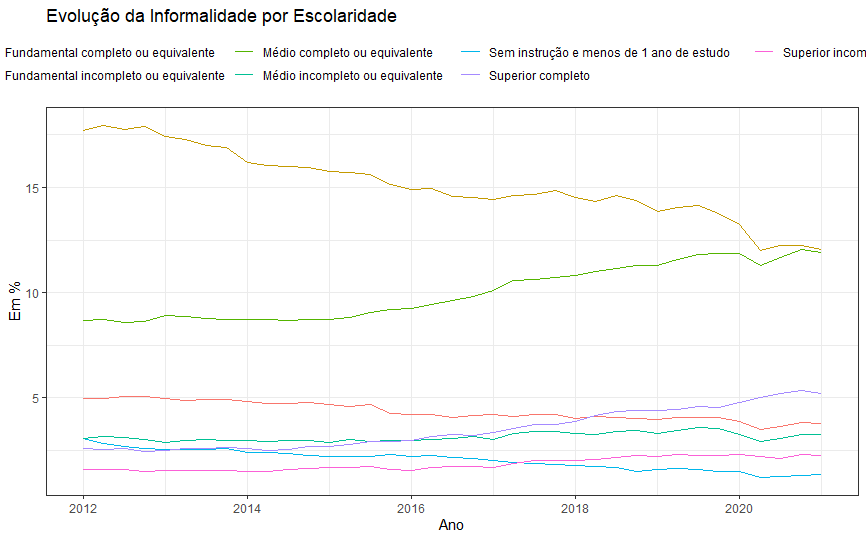 Evolução da Informalidade por Escolaridade
Fundamental completo ou equivalente Médio completo ou equivalente Sem instrução e menos de 1 ano de estudo Superior incom
Fundamental incompleto ou equivalente Médio incompleto ou equivalente Superior completo
15
10
5
Em %
2012 2014 2016 2018 2020
Ano